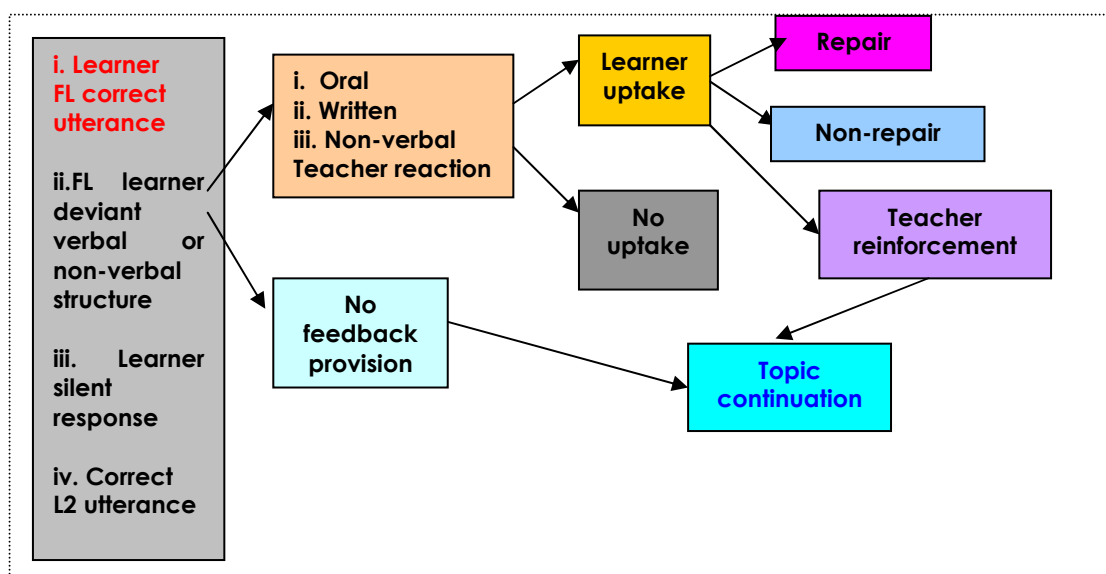 i. Learner
FL correct
utterance
ii.FL learner
deviant
verbal or
non-verbal
structure
iii. Learner
silent
response
iv. Correct
L2 utterance
i. Oral
ii. Written
iii. Non-verbal
Teacher reaction
No
feedback
provision
Learner
uptake
No
uptake
Repair
Non-repair
Teacher
reinforcement
Topic
continuation